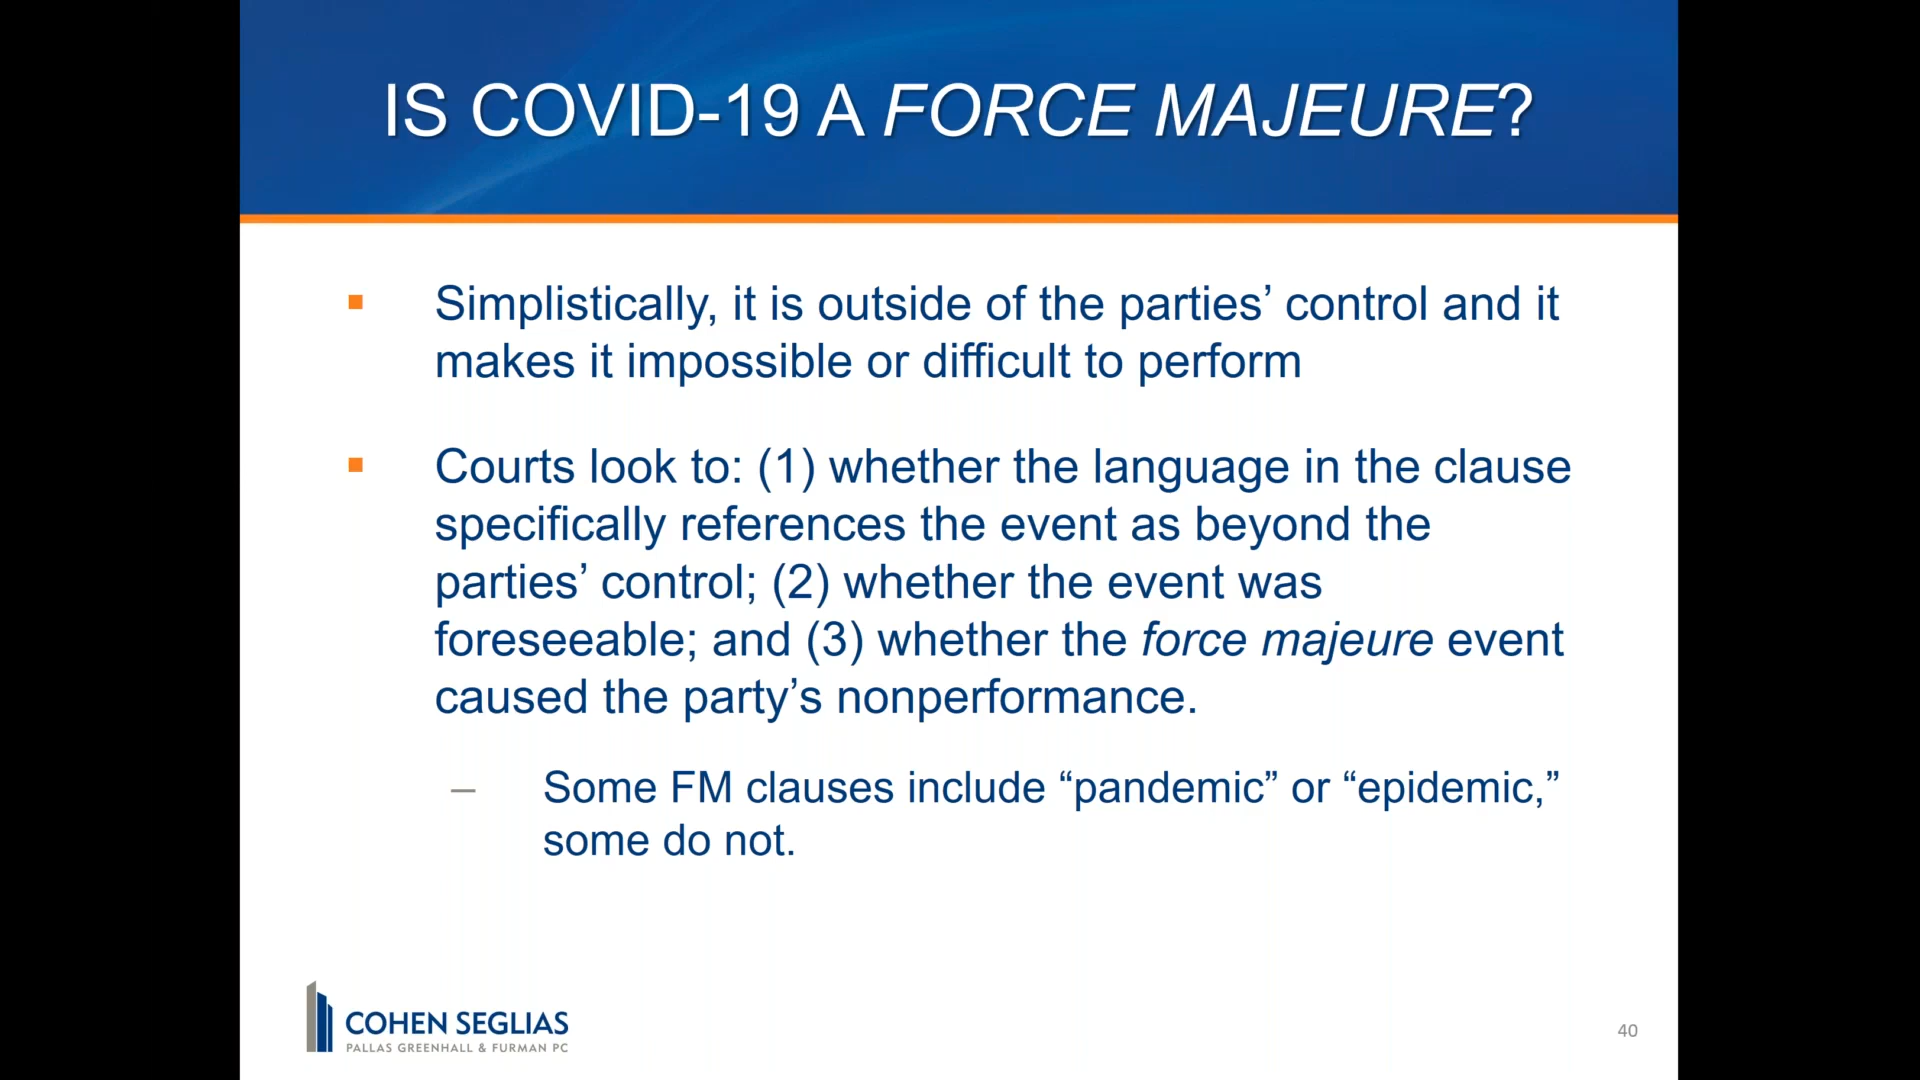 IS COVID-19 A FORCE MAJEURE?
Simplistically, it is outside of the parties’ control and it
makes it impossible or difficult to perform
Courts look to: (1) whether the language in the clause
specifically references the event as beyond the
parties’ control; (2) whether the event was
foreseeable; and (3) whether the force majeure event
caused the party’s nonperformance.
– Some FM clauses include “pandemic” or “epidemic,”
some do not.
COHEN SEGLIAS
PALLAS GREENHALL & FURMAN PC
40